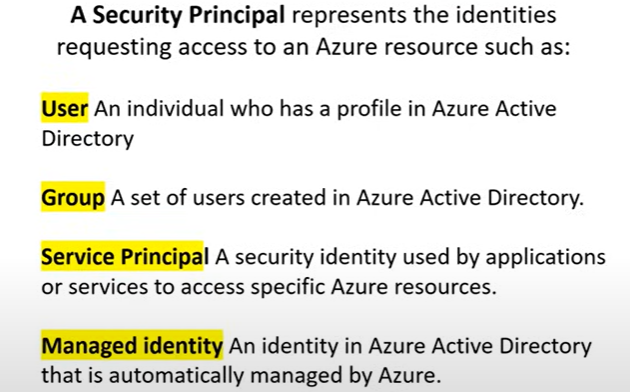 A Security Principal represents the identities
requesting access to an Azure resource such as:
User An individual who has a profile in Azure Active
Directory
Group A set of users created in Azure Active Directory.
Service Principal A security identity used by applications
or services to access specific Azure resources.
Managed identity An identity in Azure Active Directory
that is automatically managed by Azure.